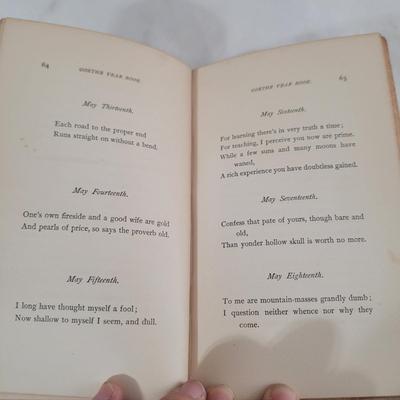 64 GOETHE YEAR BOOK.
May Thirteenth.
Each road to the proper end
Runs straight on without a bend.
May Fourteenth.
One's own fireside and a good wife are gold
And pearls of price, so says the proverb old.
May Fifteenth.
I long have thought myself a fool;
Now shallow to myself I seem, and dull.
GOETHE YEAR BOOK. 65
May Sixteenth.
For learning there's in very truth a time;
For teaching, I perceive you now are prime.
While a few suns and many moons have
waned,
A rich experience you have doubtless gained.
May Seventeenth.
Confess that pate of yours, though bare and
old,
Than yonder hollow skull is worth no more.
May Eighteenth.
To me are mountain-masses grandly dumb;
I question neither whence nor why they
come.